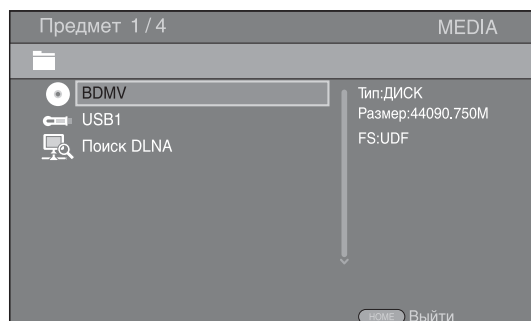 Предмет 1/4
MEDIA
BDMV
USB1
Поиск DLNA
Тип:ДИСК
Размер:44090.750M
FS:UDF
HOME Выйти